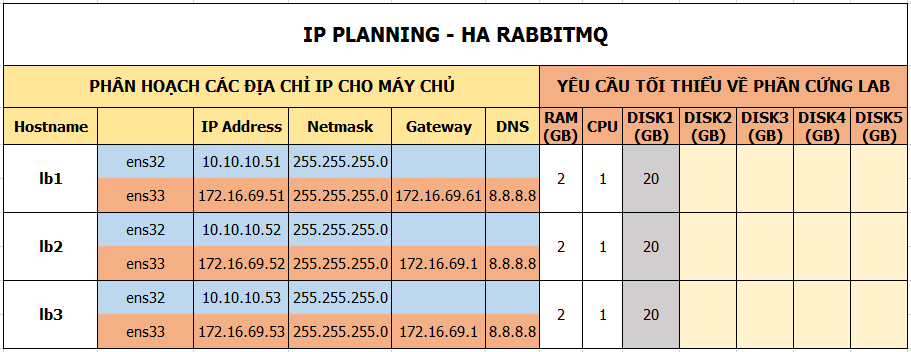 IP PLANNING - HA RABBITMQ
PHÂN HOẠCH CÁC ĐỊA CHỈ IP CHO MÁY CHỦ YÊU CẦU TỐI THIỂU VỀ PHẦN CỨNG LAB
Hostname IP Address Netmask Gateway DNS RAM (GB) CPU DISK1 (GB) DISK2 (GB) DISK3 (GB) DISK4 (GB) DISK5 (GB)
lb1 ens32 10.10.10.51 255.255.255.0 2 1 20
ens33 172.16.69.51 255.255.255.0 172.16.69.61 8.8.8.8
lb2 ens32 10.10.10.52 255.255.255.0 2 1 20
ens33 172.16.69.52 255.255.255.0 172.16.69.1 8.8.8.8
lb3 ens32 10.10.10.53 255.255.255.0 2 1 20
ens33 172.16.69.53 255.255.255.0 172.16.69.1 8.8.8.8